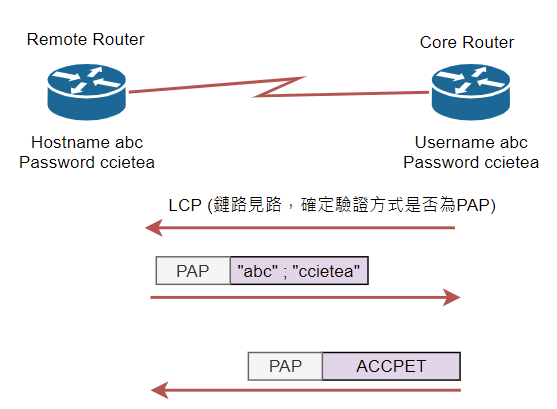 Remote Router
Core Router
Hostname abc
Password ccietea
Username abc
Password ccietea
LCP (鏈路見路，確定驗證方式是否為PAP)
PAP "abc" ; "ccietea"
PAP ACCPET